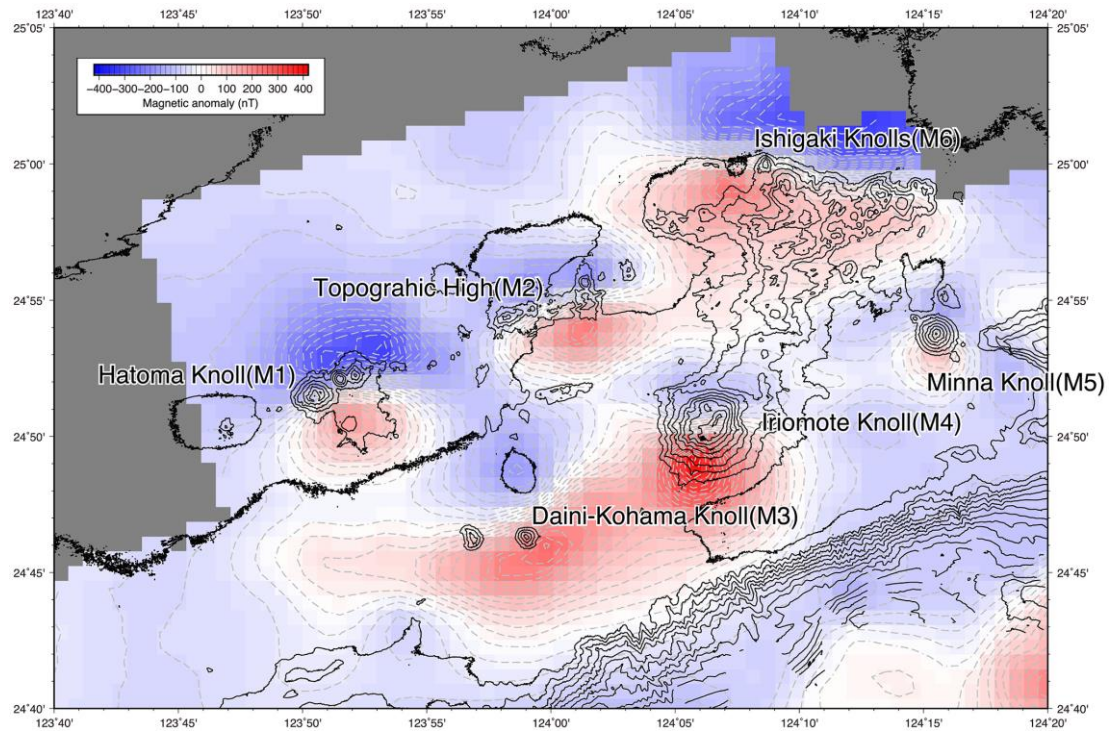 123˚40' 123˚45' 123˚50' 123˚55' 124˚00' 124˚05' 124˚10' 124˚15' 124˚20'
25˚05' 25˚05'
−400−300−200−100 0 100 200 300 400
Magnetic anomaly (nT)
Ishigaki Knolls(M6)
25˚00' 25˚00'
Topograhic High(M2)
24˚55' 24˚55'
Hatoma Knoll(M1)
Minna Knoll(M5)
Iriomote Knoll(M4)
24˚50' 24˚50'
Daini-Kohama Knoll(M3)
24˚45' 24˚45'
24˚40' 24˚40'
123˚40' 123˚45' 123˚50' 123˚55' 124˚00' 124˚05' 124˚10' 124˚15' 124˚20'